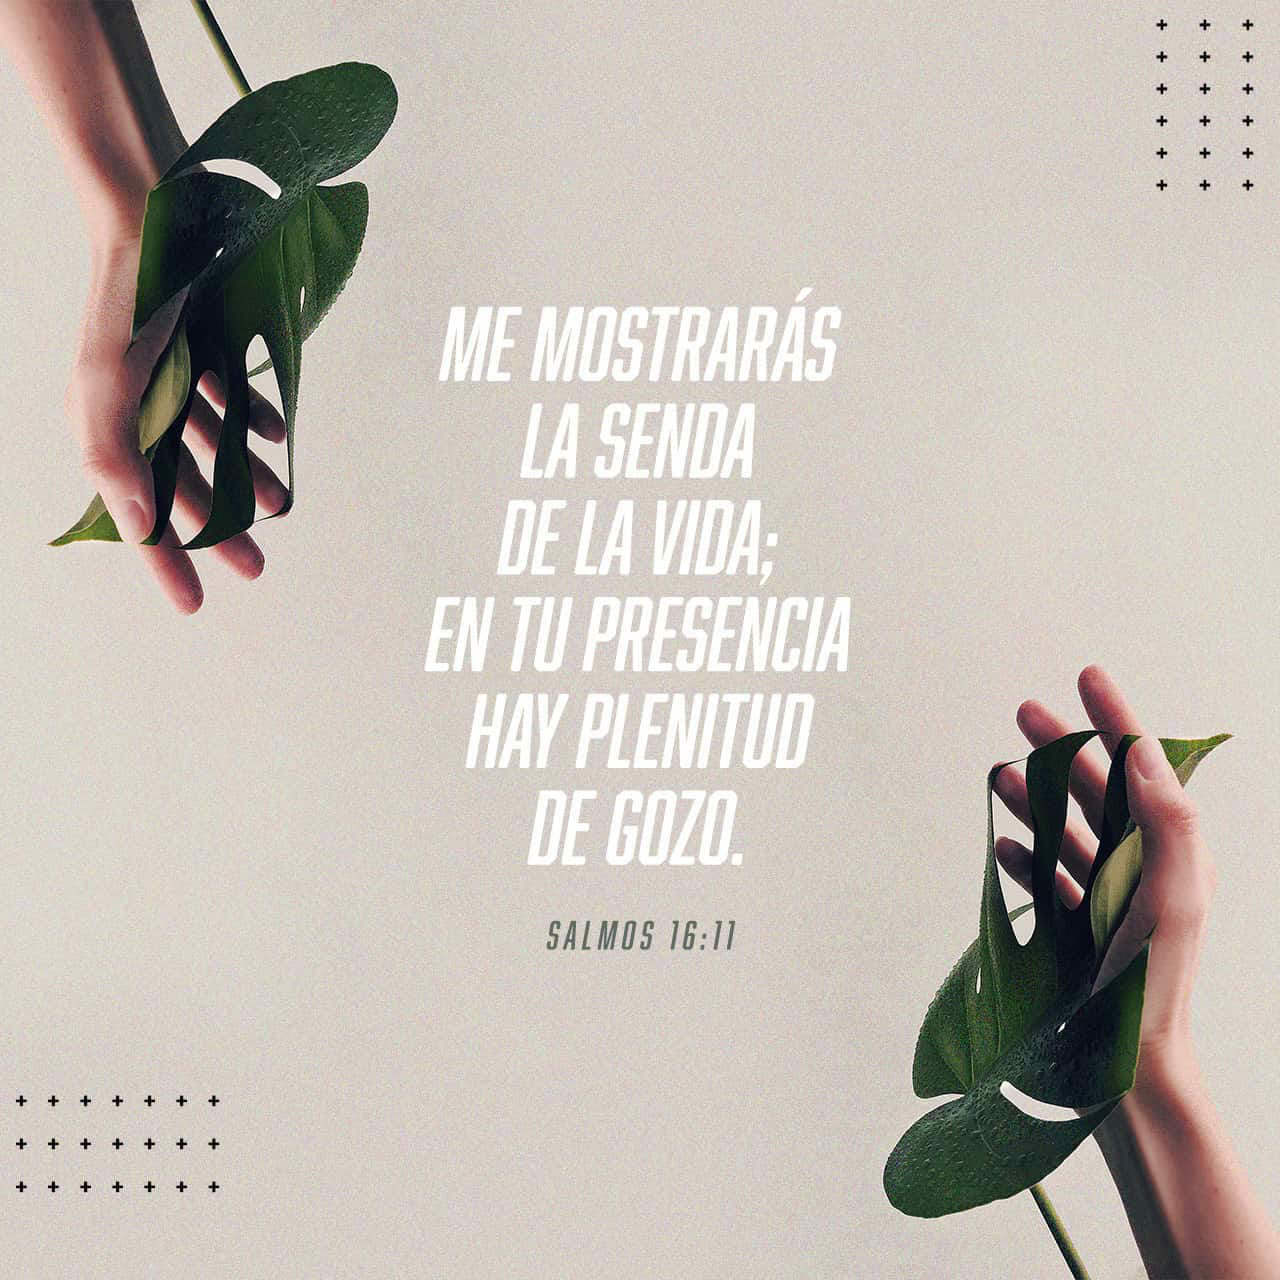 ME MOSTRARÁS
LA SENDA
DE LA VIDA;
EN TU PRESENCIA
HAY PLENITUD
DE GOZO.
SALMOS 16:11